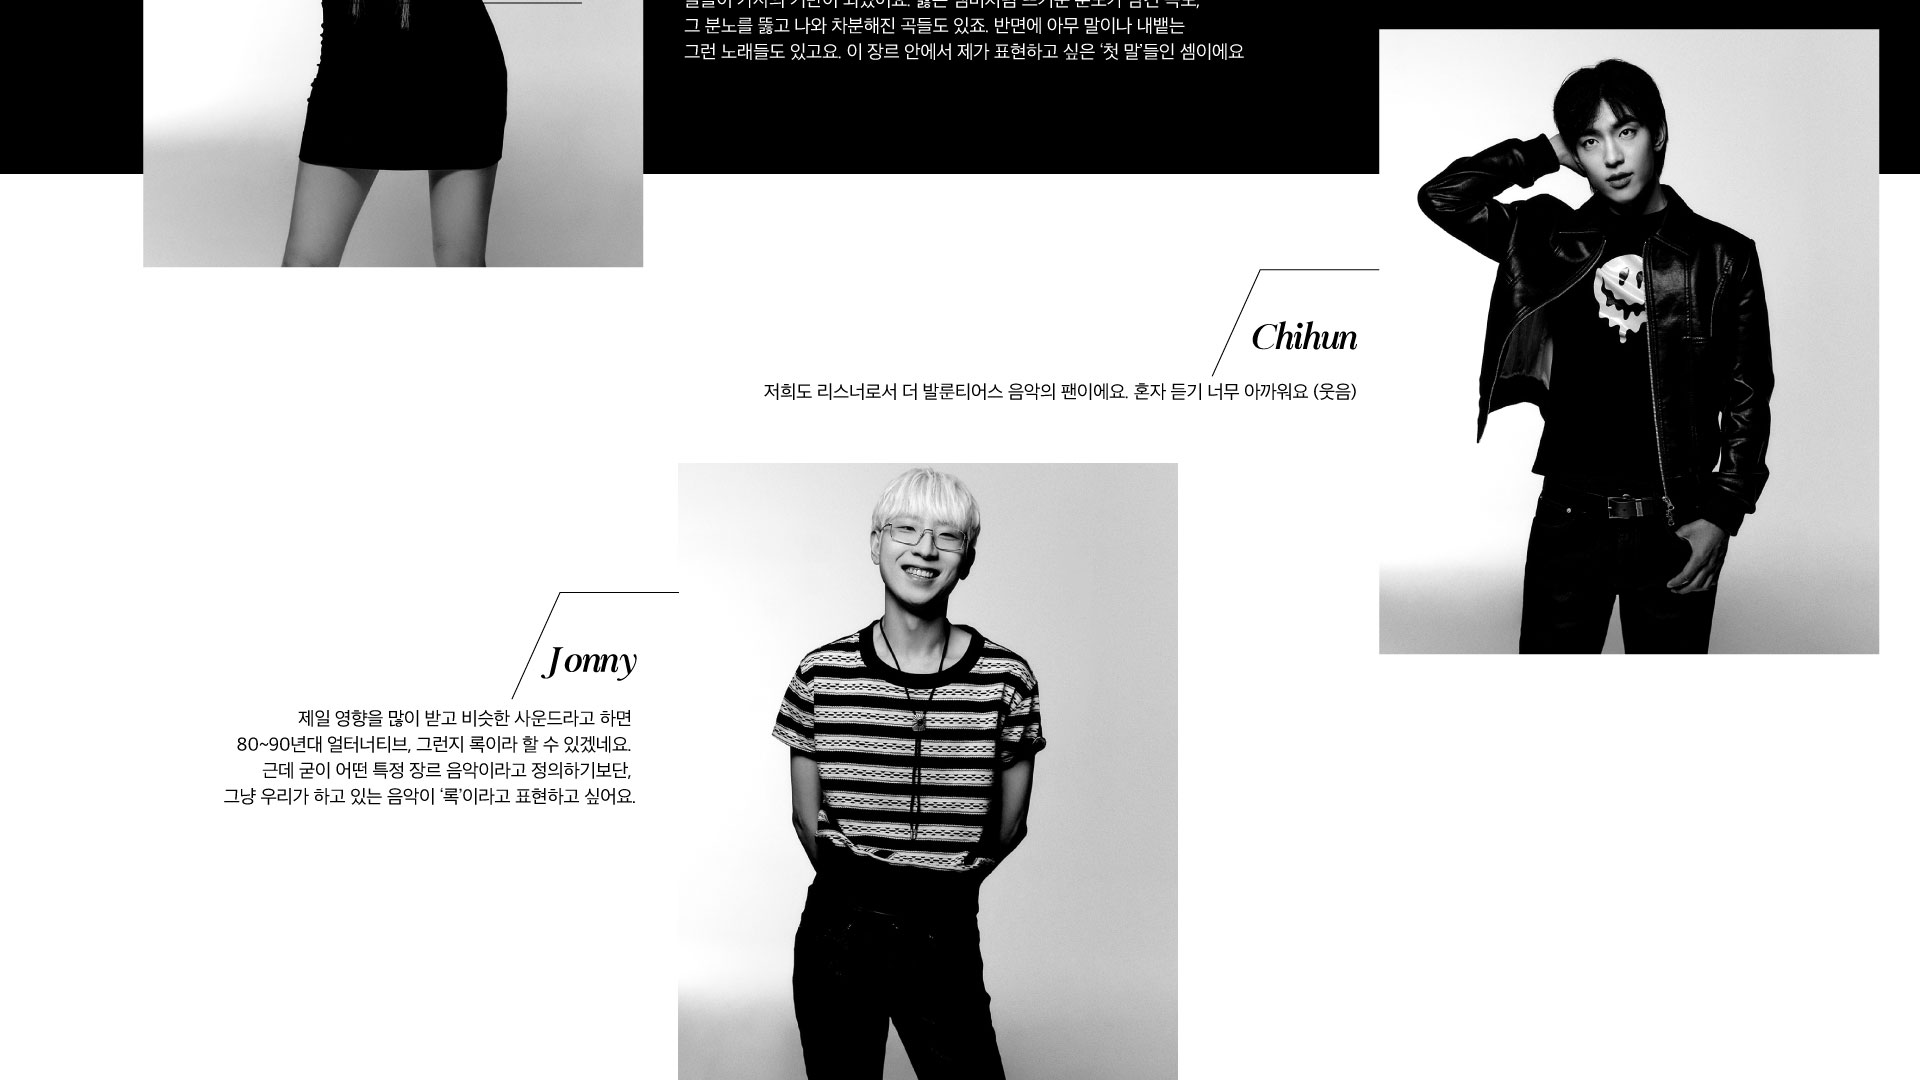 그 분노를 뚫고 나와 차분해진 곡들도 있죠. 반면에 아무 말이나 내뱉는
그런 노래들도 있고요. 이 장르 안에서 제가 표현하고 싶은 ‘첫 말’들인 셈이에요
Chihun
저희도 리스너로서 더 발룬티어스 음악의 팬이에요. 혼자 듣기 너무 아까워요 (웃음)
Jonny
제일 영향을 많이 받고 비슷한 사운드라고 하면
80~90년대 얼터너티브, 그런지 록이라 할 수 있겠네요.
근데 굳이 어떤 특정 장르 음악이라고 정의하기보단,
그냥 우리가 하고 있는 음악이 ‘록’이라고 표현하고 싶어요.